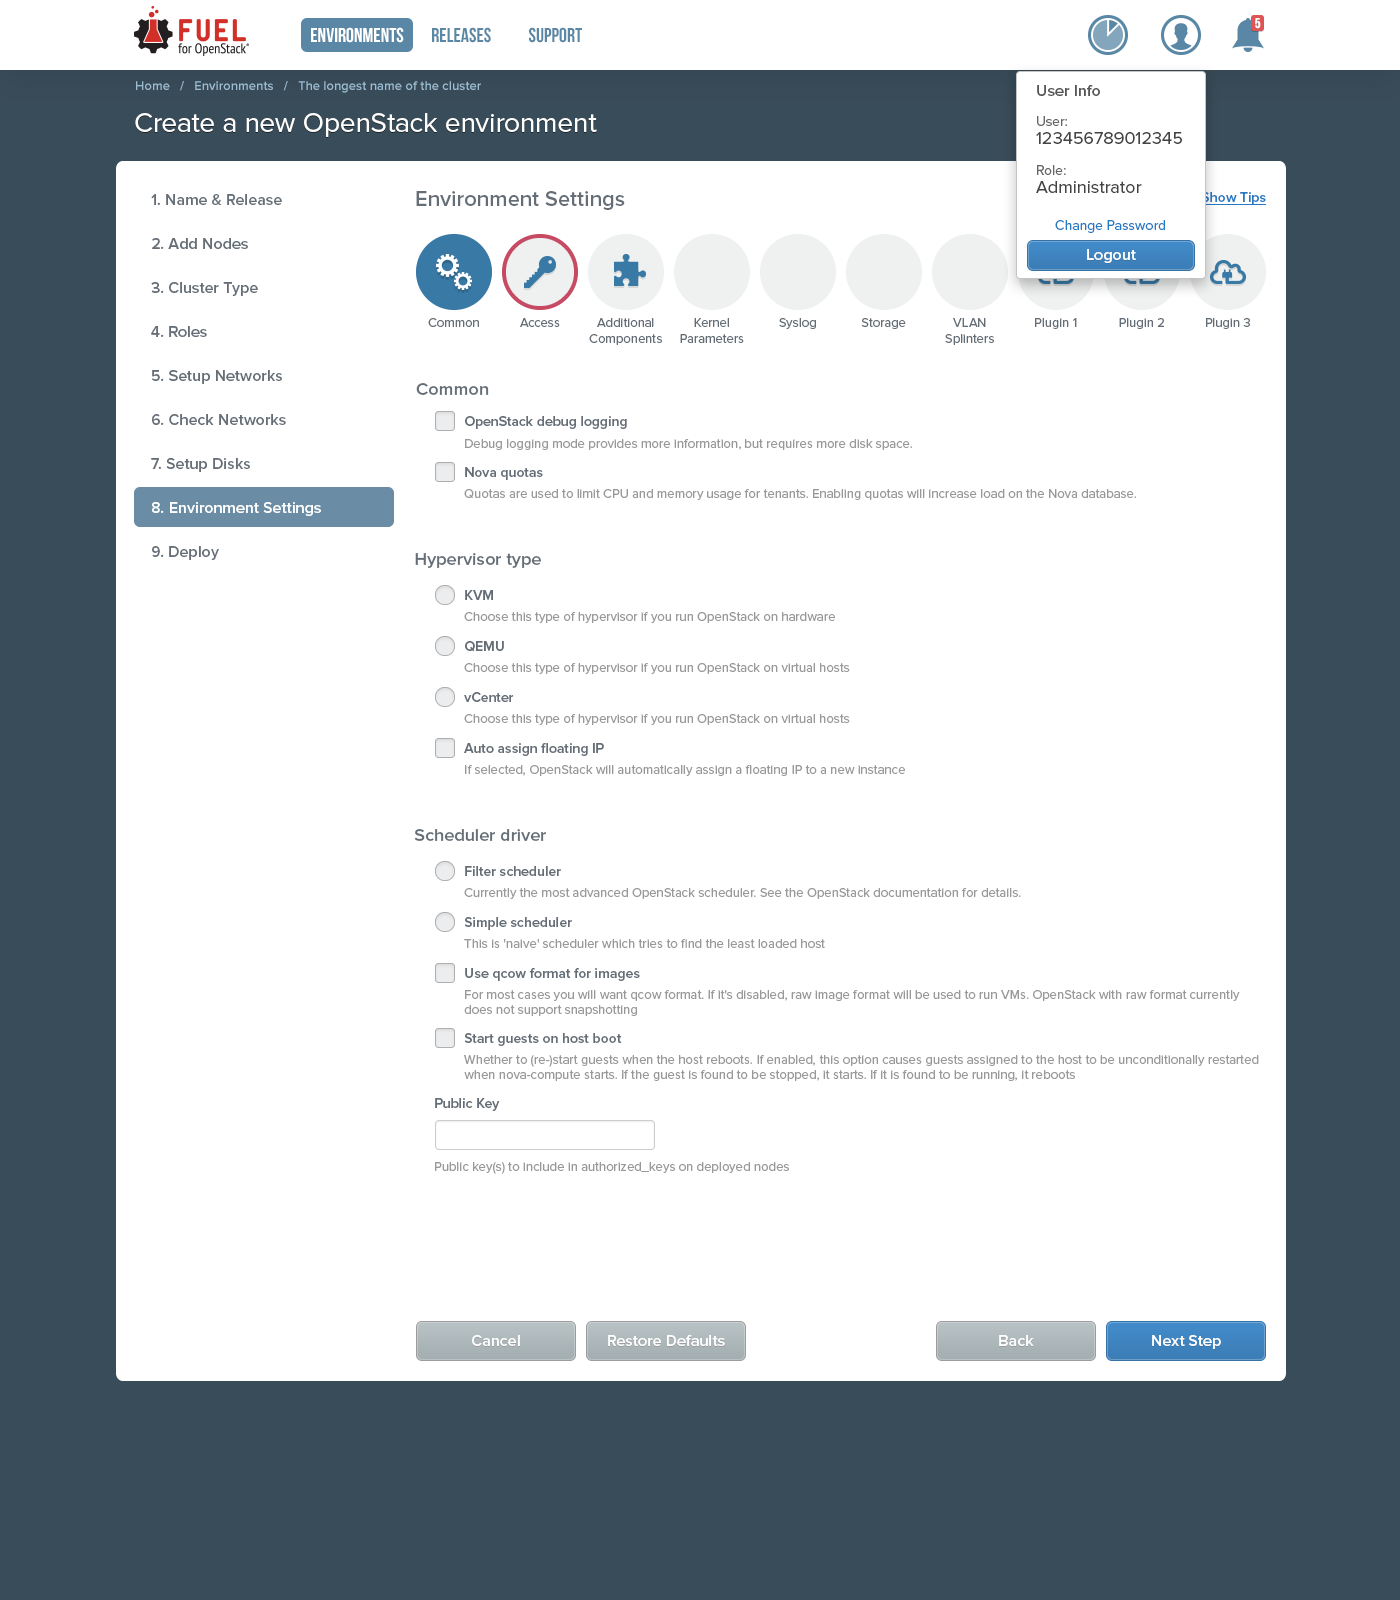 FUEL
for OpenStack
ENVIRONMENTS
RELEASES
SUPPORT
5
Home / Environments / The longest name of the cluster
Create a new OpenStack environment
User Info
User:
123456789012345
Role:
Administrator
Change Password
Logout
1. Name & Release
2. Add Nodes
3. Cluster Type
4. Roles
5. Setup Networks
6. Check Networks
7. Setup Disks
8. Environment Settings
9. Deploy
Environment Settings
Show Tips
Common
Access
Additional
Components
Kernel
Parameters
Syslog
Storage
VLAN
Splinters
Plugin 1
Plugin 2
Plugin 3
Common
OpenStack debug logging
Debug logging mode provides more information, but requires more disk space.
Nova quotas
Quotas are used to limit CPU and memory usage for tenants. Enabling quotas will increase load on the Nova database.
Hypervisor type
KVM
Choose this type of hypervisor if you run OpenStack on hardware
QEMU
Choose this type of hypervisor if you run OpenStack on virtual hosts
vCenter
Choose this type of hypervisor if you run OpenStack on virtual hosts
Auto assign floating IP
If selected, OpenStack will automatically assign a floating IP to a new instance
Scheduler driver
Filter scheduler
Currently the most advanced OpenStack scheduler. See the OpenStack documentation for details.
Simple scheduler
This is 'naive' scheduler which tries to find the least loaded host
Use qcow format for images
For most cases you will want qcow format. If it's disabled, raw image format will be used to run VMs. OpenStack with raw format currently
does not support snapshotting
Start guests on host boot
Whether to (re-)start guests when the host reboots. If enabled, this option causes guests assigned to the host to be unconditionally restarted
when nova-compute starts. If the guest is found to be stopped, it starts. If it is found to be running, it reboots
Public Key
Public key(s) to include in authorized_keys on deployed nodes
Cancel
Restore Defaults
Back
Next Step